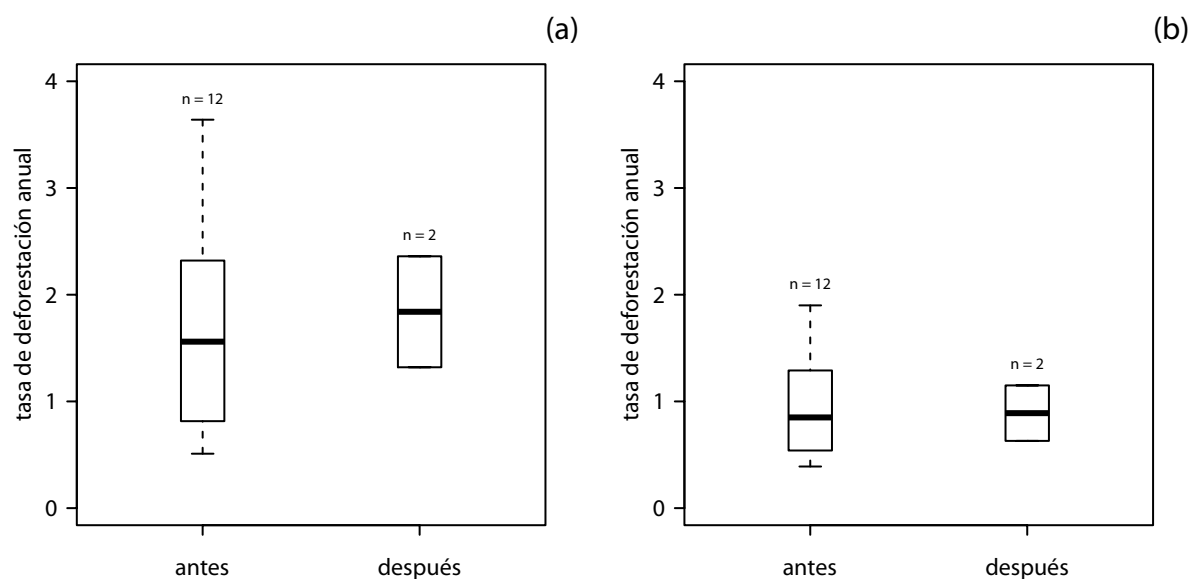 (a)
tasa de deforestación anual
4
3
2
1
0
n = 12
n = 2
antes
después
(b)
tasa de deforestación anual
4
3
2
1
0
n = 12
n = 2
antes
después